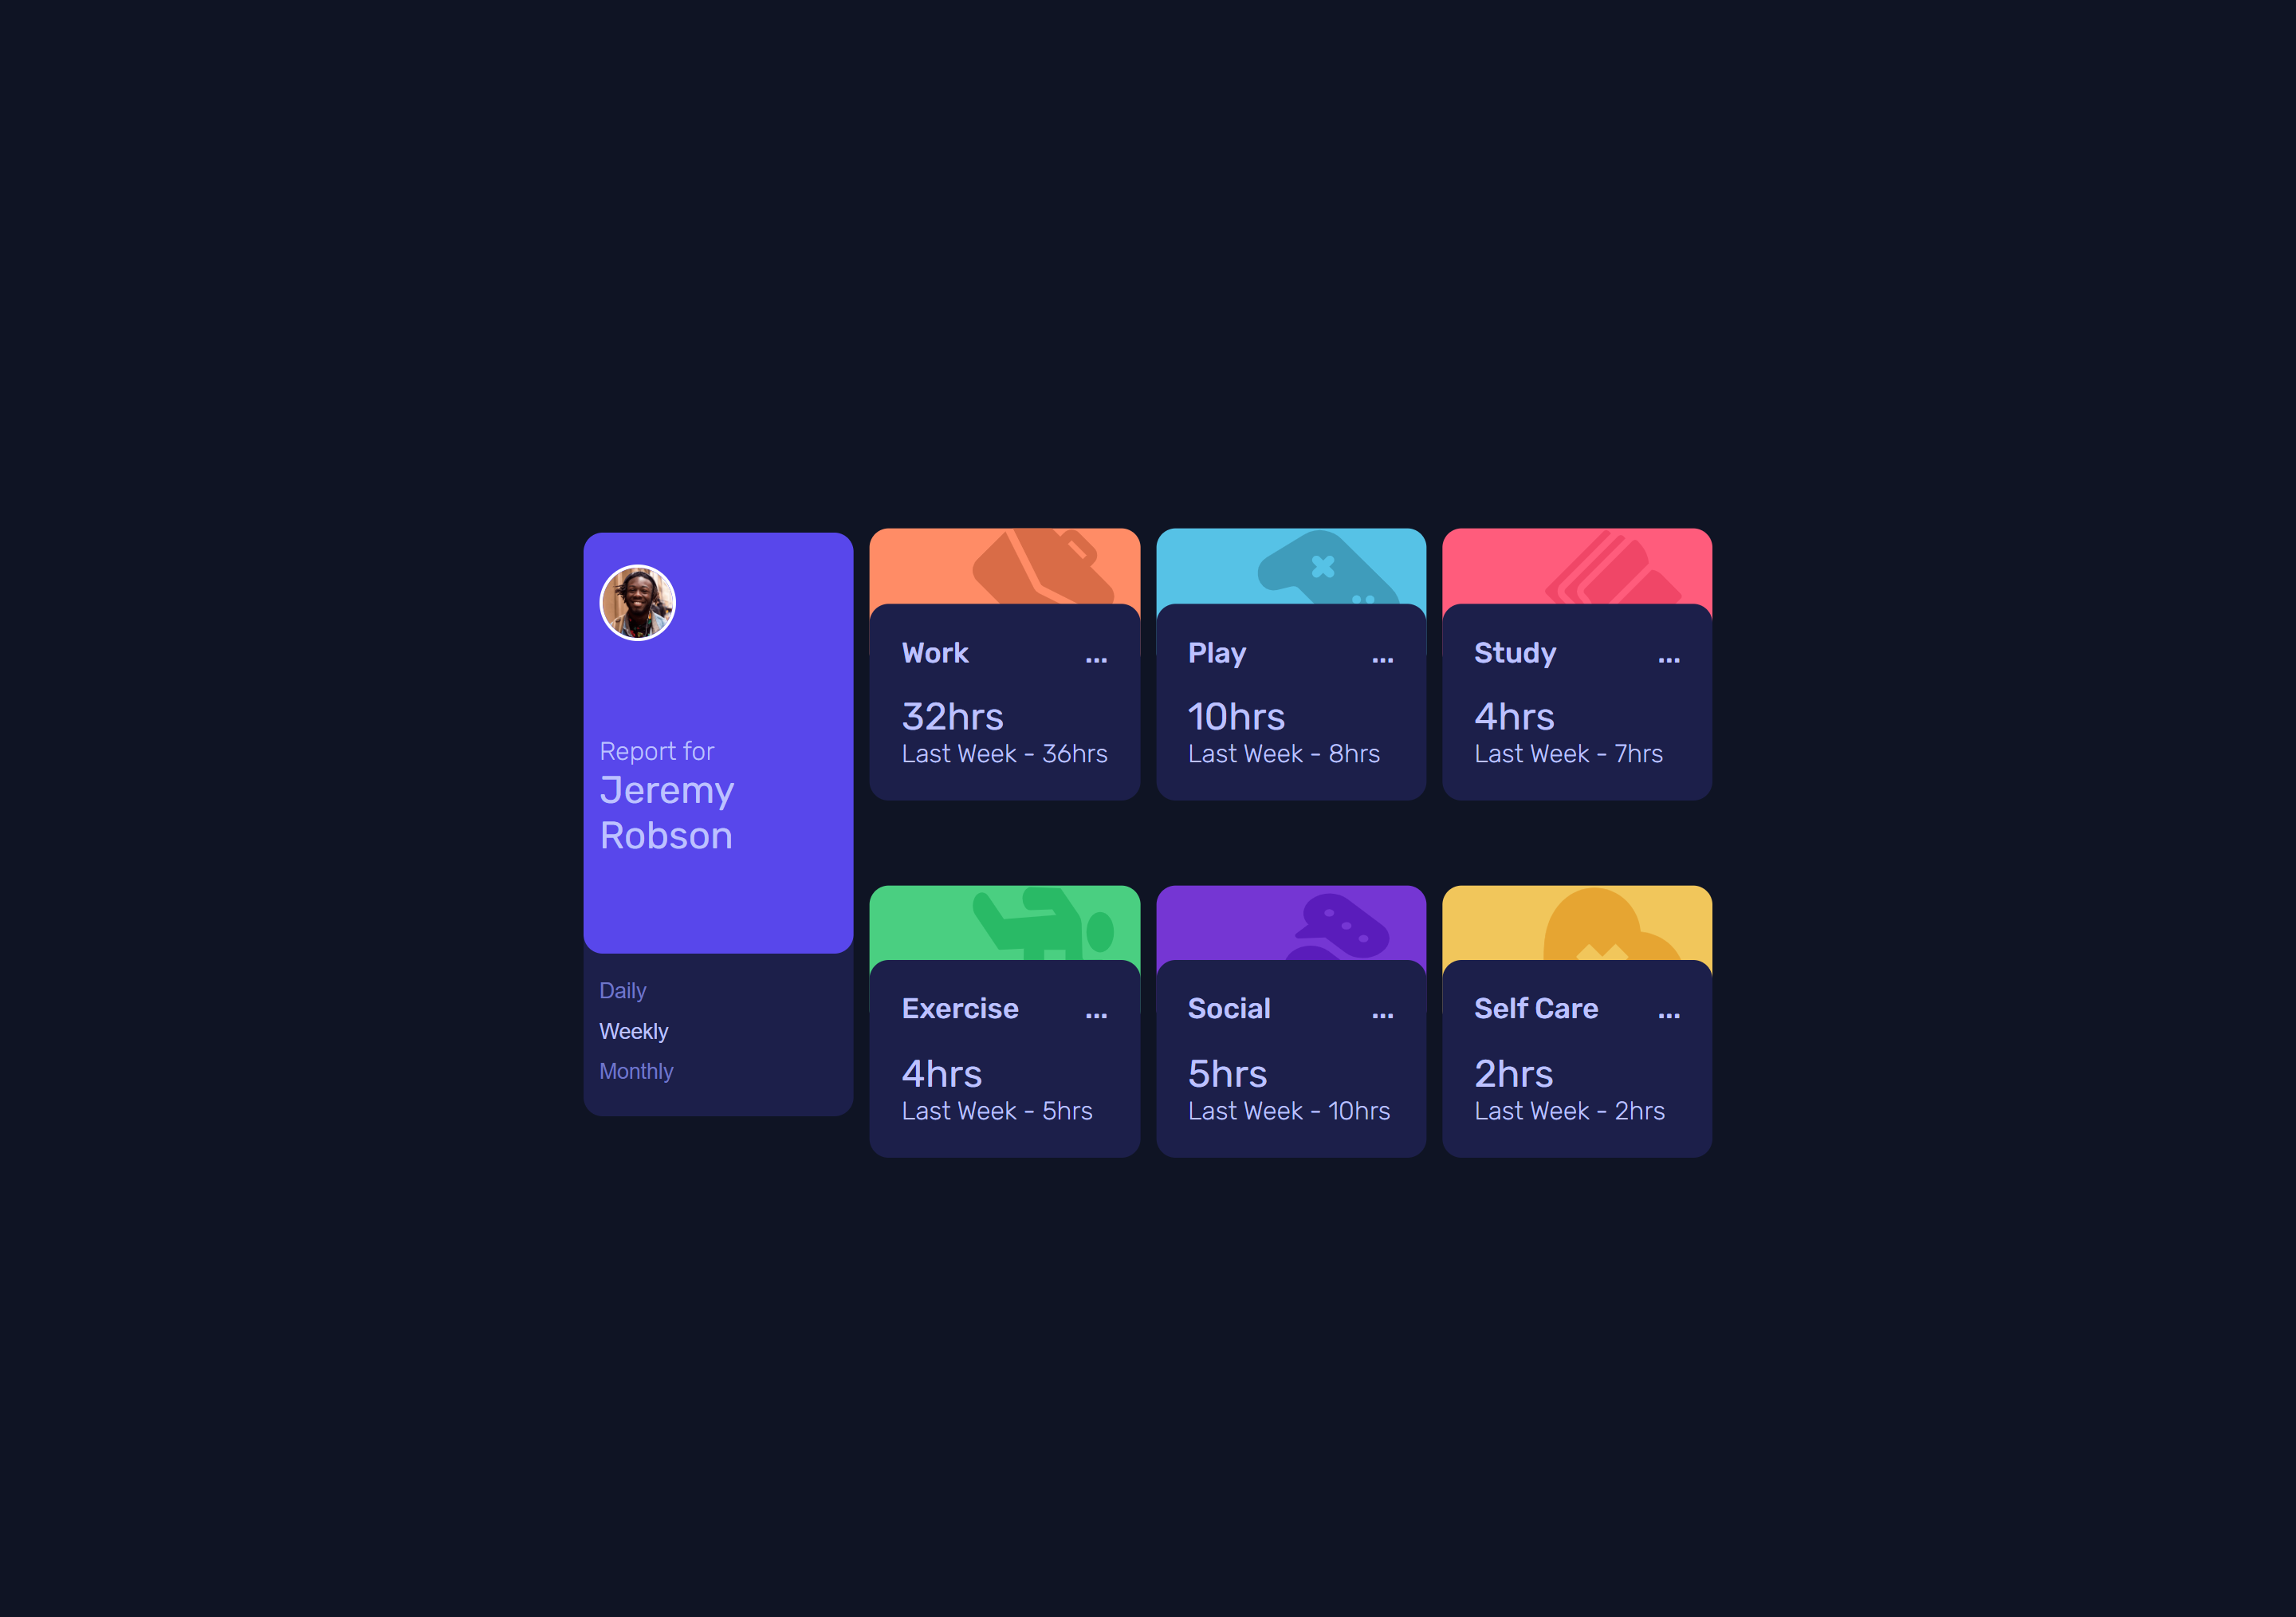 Report for
Jeremy
Robson
Daily
Weekly
Monthly
Work ...
32hrs
Last Week - 36hrs
Play ...
10hrs
Last Week - 8hrs
Study ...
4hrs
Last Week - 7hrs
Exercise ...
4hrs
Last Week - 5hrs
Social ...
5hrs
Last Week - 10hrs
Self Care ...
2hrs
Last Week - 2hrs